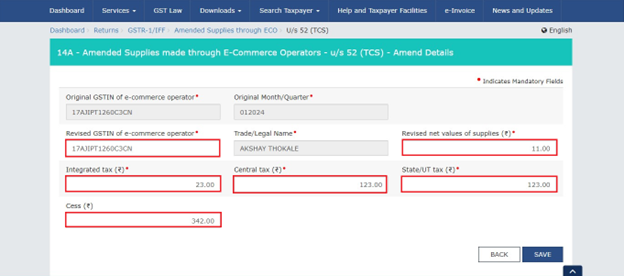 Dashboard Services GST Law Downloads Search Taxpayer Help and Taxpayer Facilities e-Invoice News and Updates
Dashboard Returns GSTR-1/IFF Amended Supplies through ECO U/s 52 (TCS) English
14A - Amended Supplies made through E-Commerce Operators - u/s 52 (TCS) - Amend Details
* Indicates Mandatory Fields
Original GSTIN of e-commerce operator* Original Month/Quarter*
17AJIPT1260C3CN 012024
Revised GSTIN of e-commerce operator* Trade/Legal Name* Revised net values of supplies (₹)*
17AJIPT1260C3CN AKSHAY THOKALE 11.00
Integrated tax (₹)* Central tax (₹)* State/UT tax (₹)*
23.00 123.00 123.00
Cess (₹)
342.00
BACK SAVE